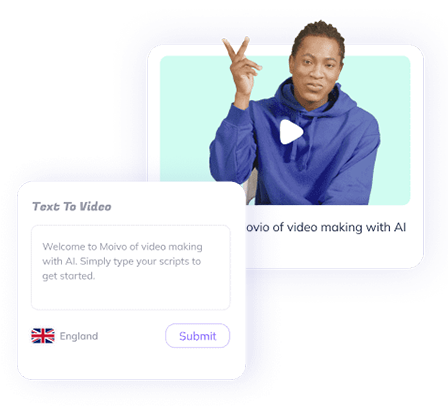 ovio of video making with AI
Text To Video
Welcome to Moivo of video making
with AI. Simply type your scripts to
get started.
England
Submit